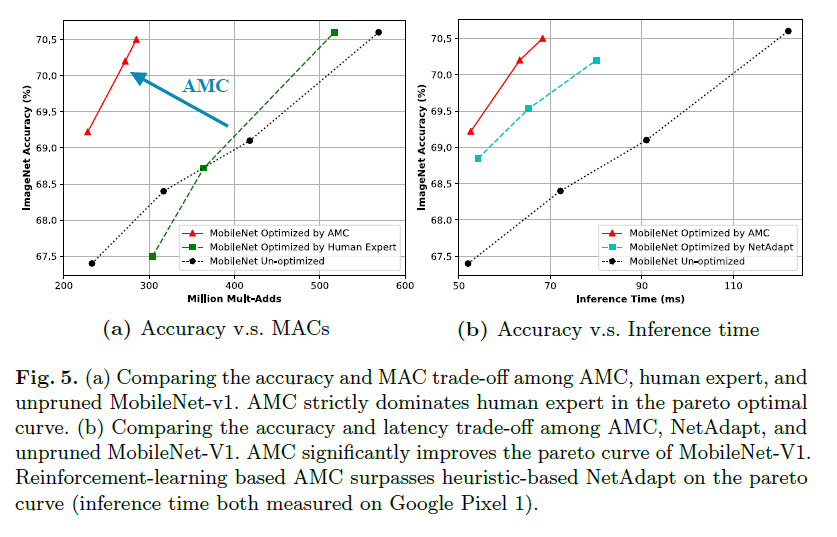 70,5
70.0
69.5
69.0
68.5
68.0
67.5
ImageNet Accuracy (%)
AMC
MobileNet Optimized by AMC
MobileNet Optimized by Human Expert
MobileNet Un-optimized
200 300 400 500 600
Million Mult-Adds
(a) Accuracy v.s. MACs
70,5
70.0
69.5
69.0
68.5
68.0
67.5
ImageNet Accuracy (%)
MobileNet Optimized by AMC
MobileNet Optimized by NetAdapt
MobileNet Un-optimized
50 70 90 110
Inference Time (ms)
(b) Accuracy v.s. Inference time
Fig. 5. (a) Comparing the accuracy and MAC trade-off among AMC, human expert, and
unpruned MobileNet-v1. AMC strictly dominates human expert in the pareto optimal
curve. (b) Comparing the accuracy and latency trade-off among AMC, NetAdapt, and
unpruned MobileNet-V1. AMC significantly improves the pareto curve of MobileNet-V1.
Reinforcement-learning based AMC surpasses heuristic-based NetAdapt on the pareto
curve (inference time both measured on Google Pixel 1).